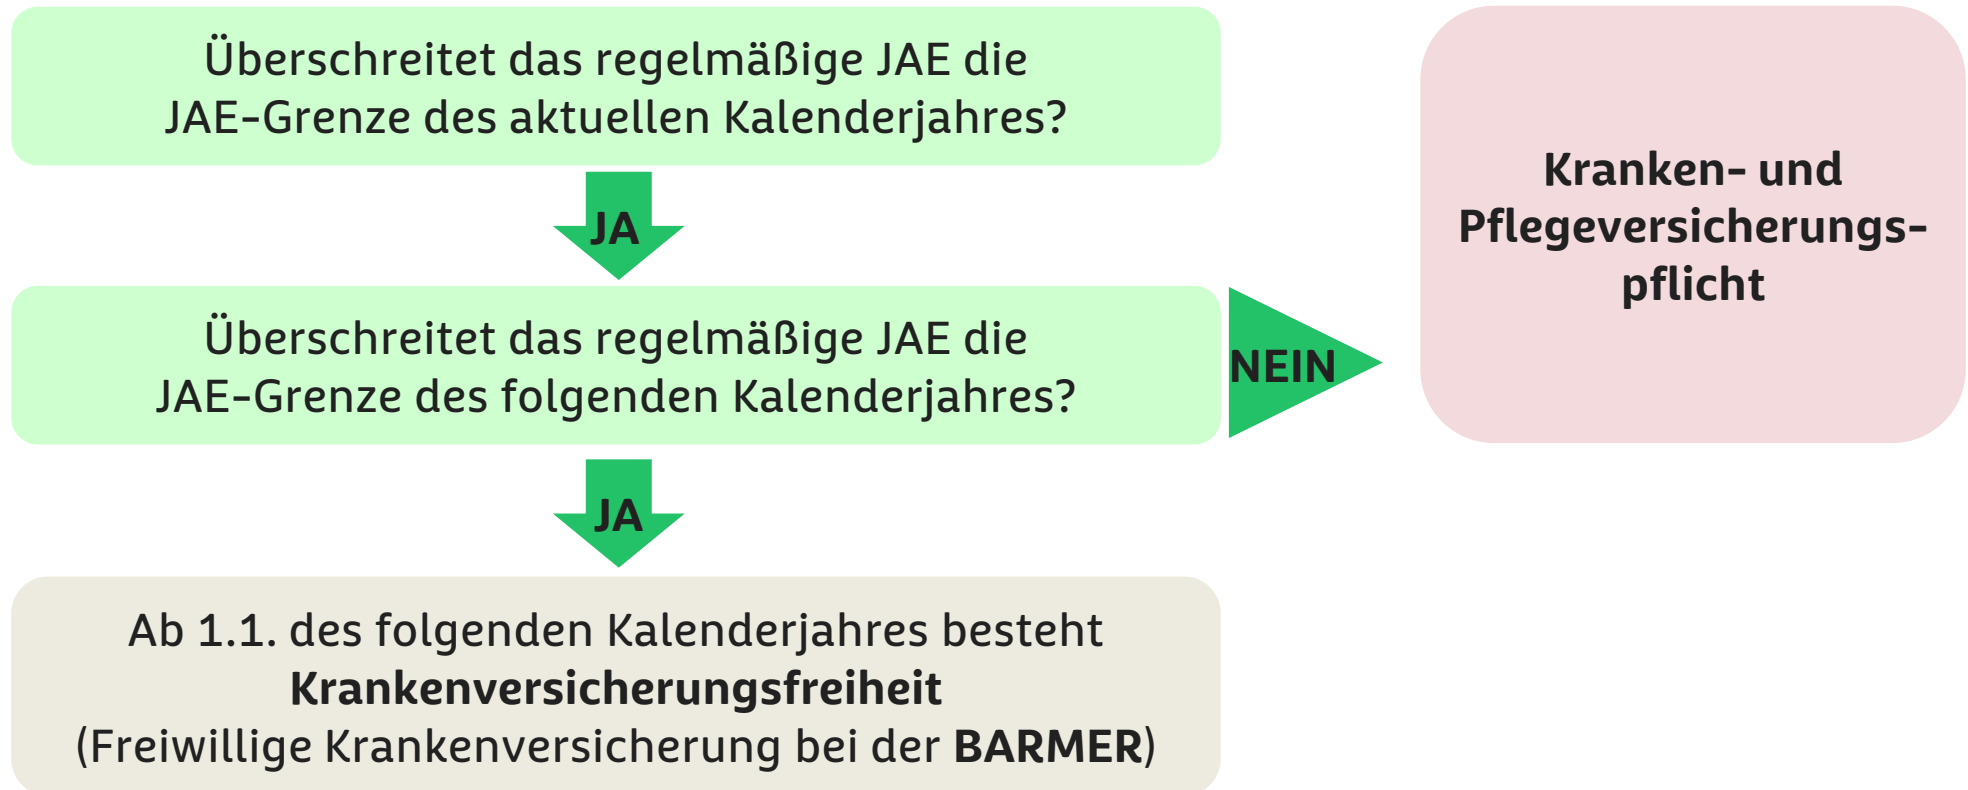 Überschreitet das regelmäßige JAE die
JAE-Grenze des aktuellen Kalenderjahres?
JA
Überschreitet das regelmäßige JAE die
JAE-Grenze des folgenden Kalenderjahres?
NEIN
Kranken- und
Pflegeversicherungs-
pflicht
JA
Ab 1.1. des folgenden Kalenderjahres besteht
Krankenversicherungsfreiheit
(Freiwillige Krankenversicherung bei der BARMER)